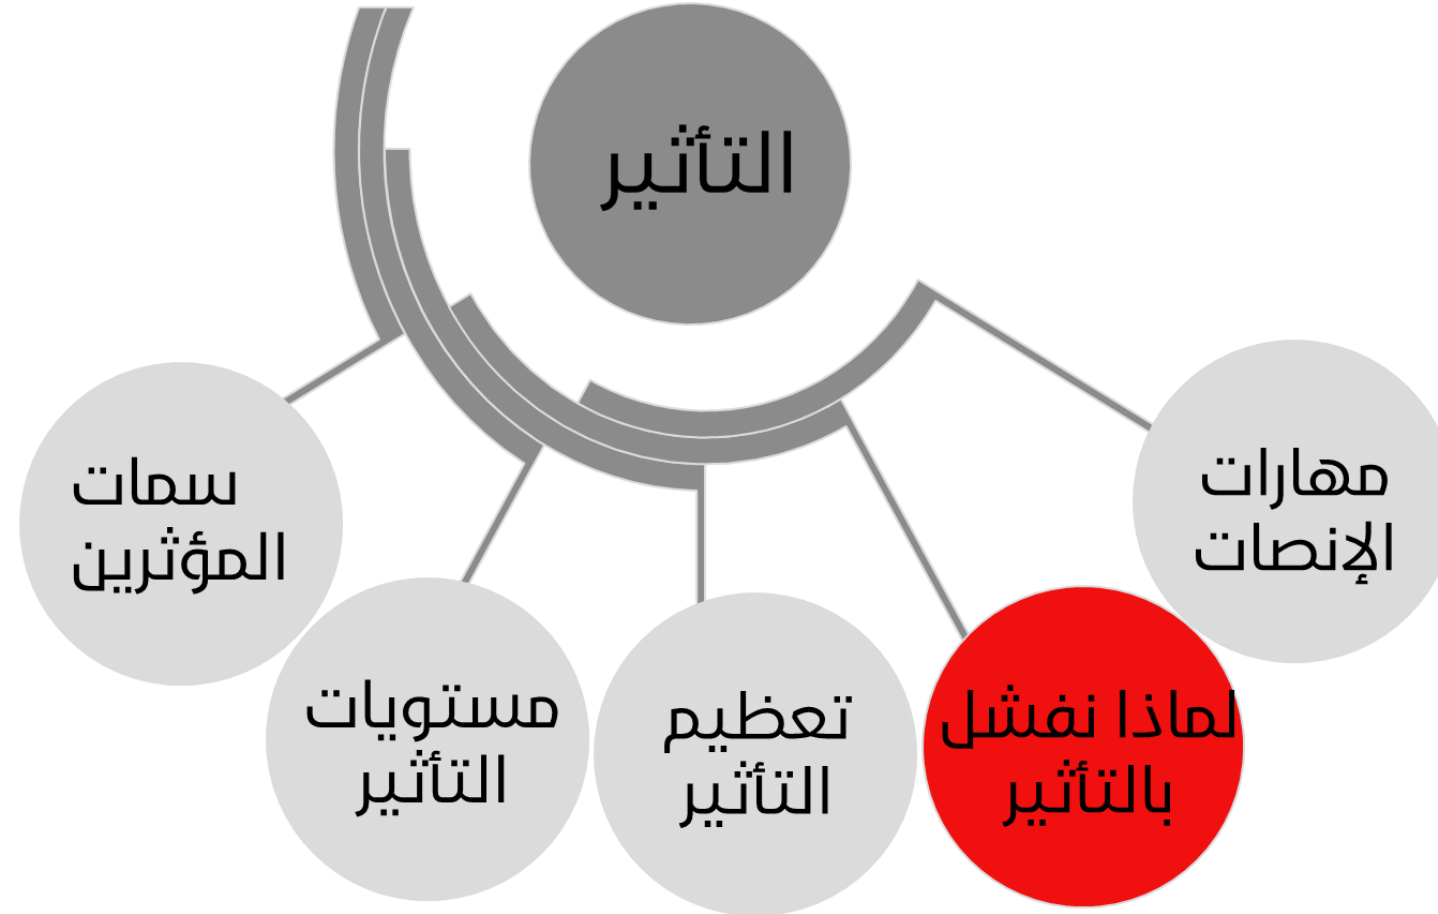 التأثير
مهارات
الإنصات
لماذا نفشل
بالتأثير
تعظيم
التأثير
مستويات
التأثير
سمات
المؤثرين